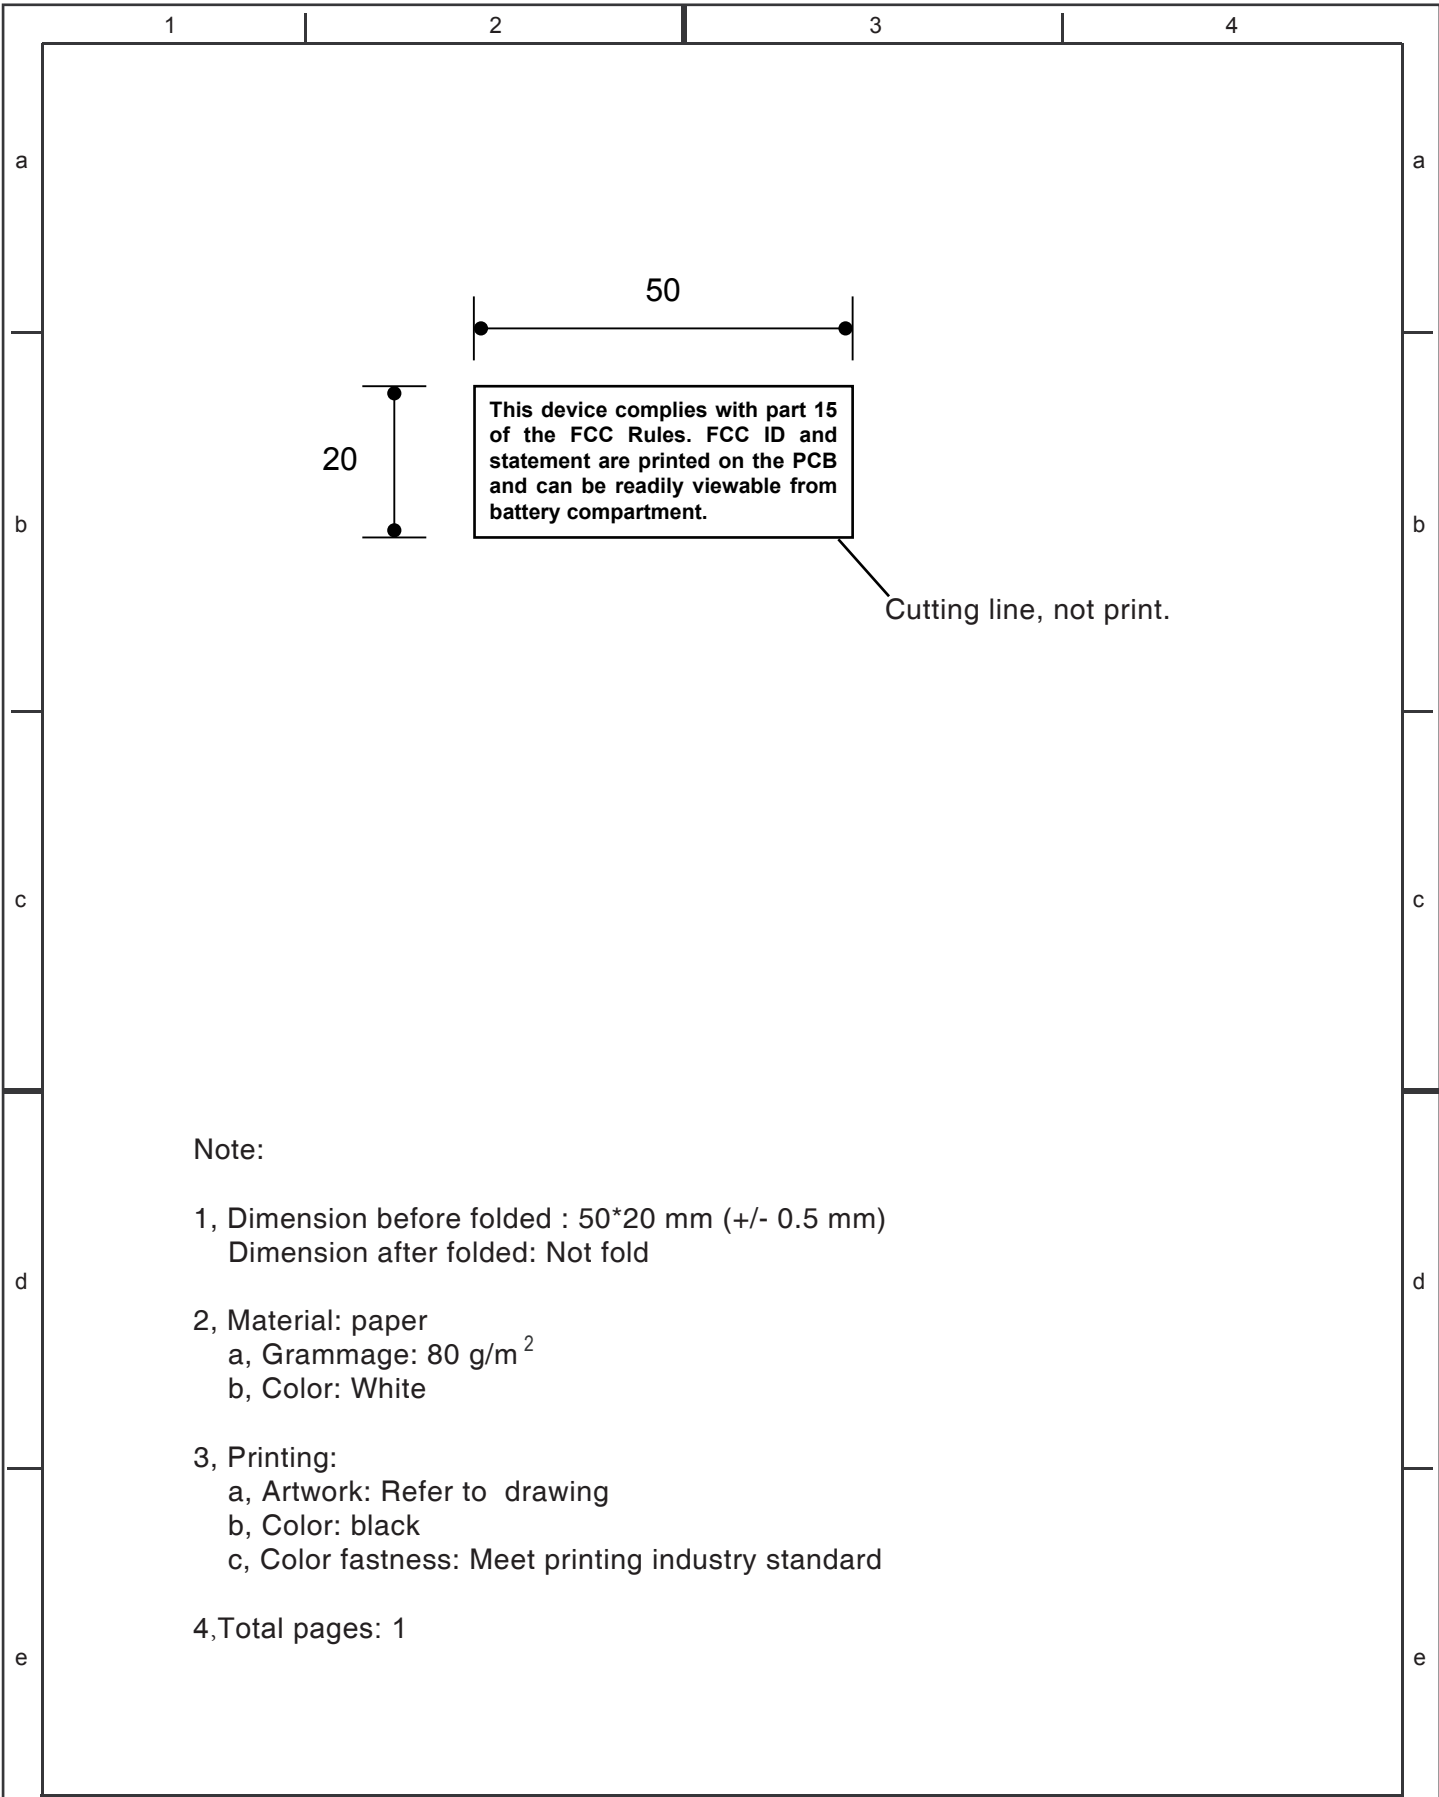 1 2 3 4
a a
50
20
This device complies with part 15
of the FCC Rules. FCC ID and
statement are printed on the PCB
and can be readily viewable from
battery compartment.
b b
Cutting line, not print.
c c
Note:
1, Dimension before folded : 50*20 mm (+/- 0.5 mm)
Dimension after folded: Not fold
d d
2, Material: paper
a, Grammage: 80 g/m 2
b, Color: White
3, Printing:
a, Artwork: Refer to drawing
b, Color: black
c, Color fastness: Meet printing industry standard
4,Total pages: 1
e e